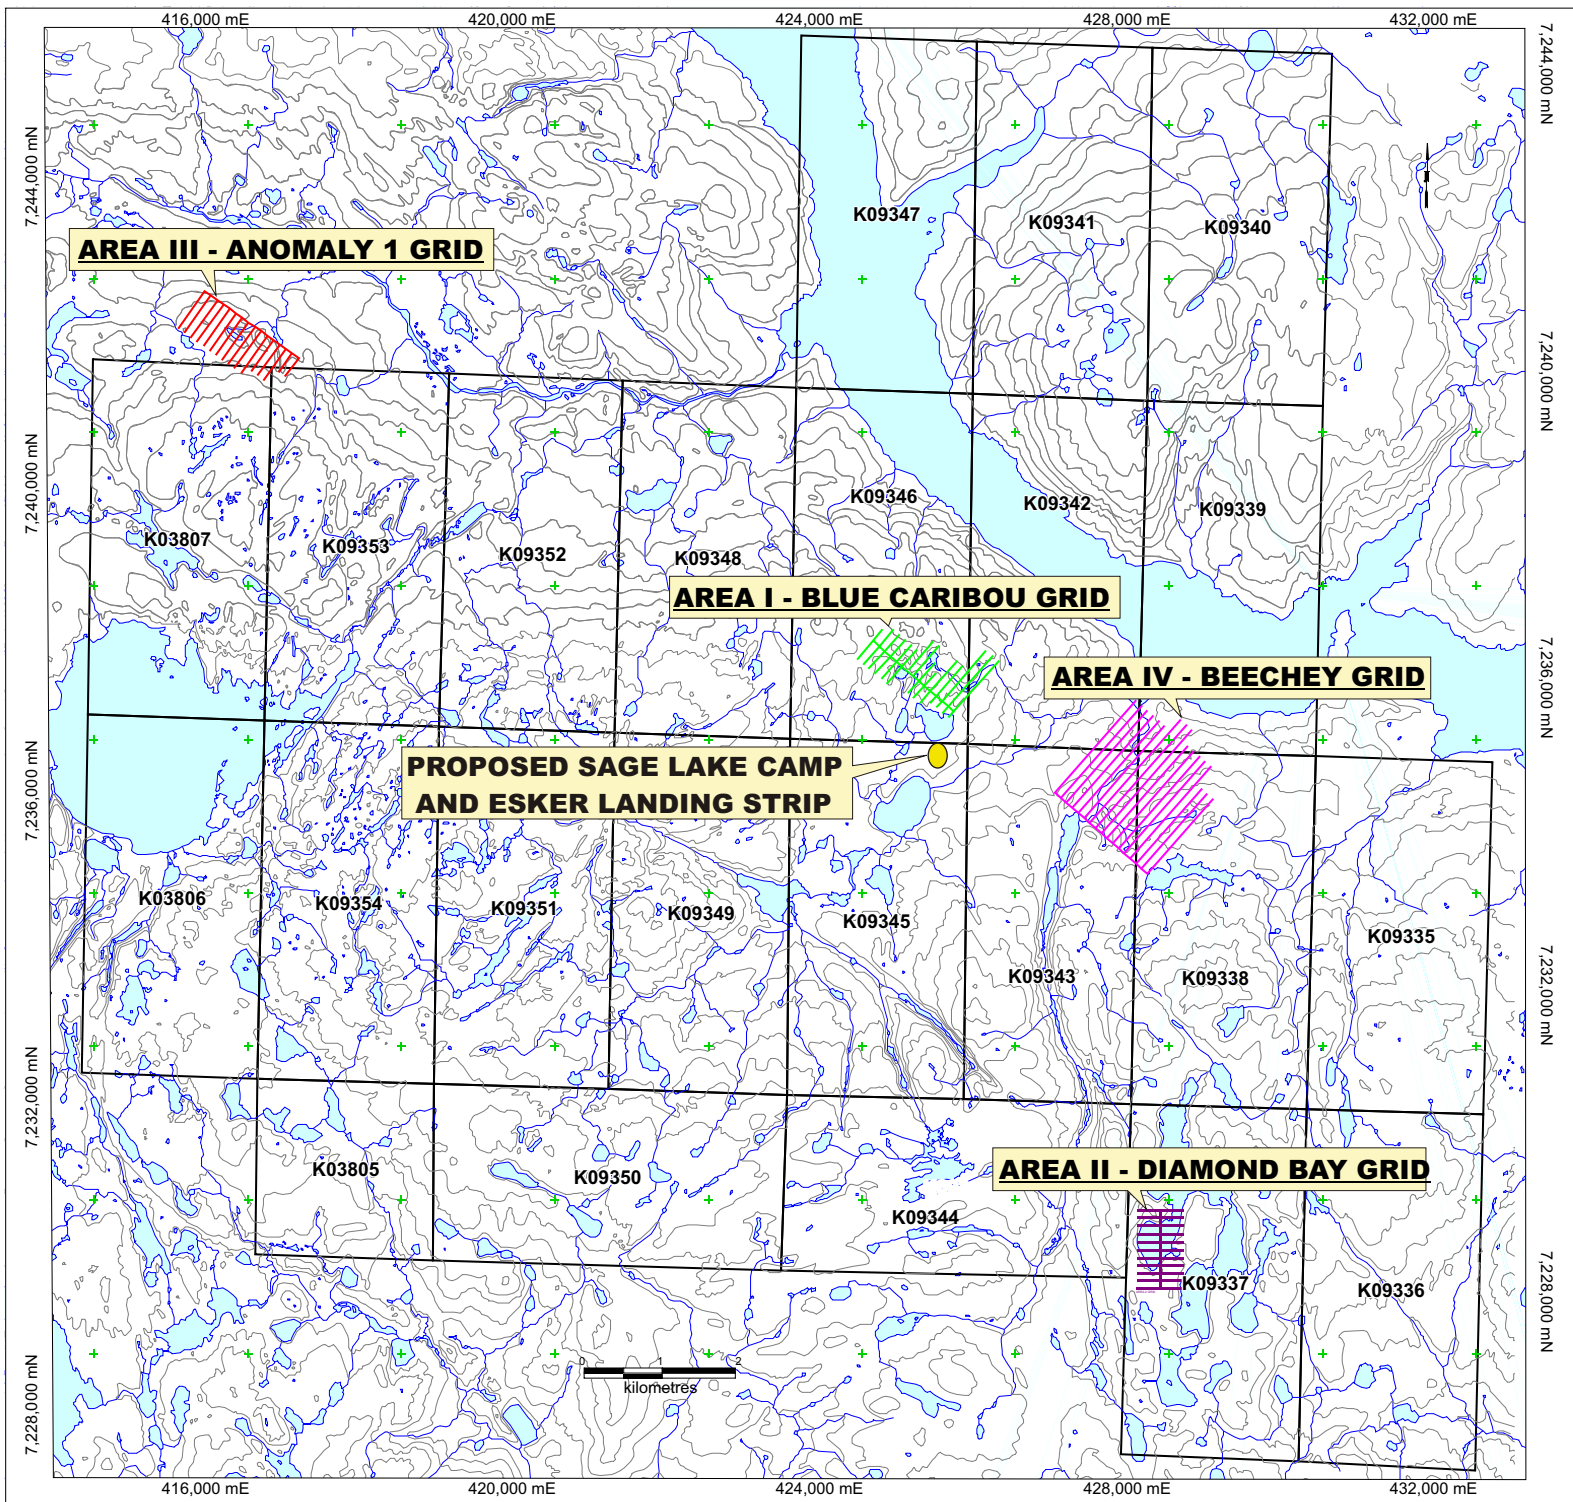 416,000 mE
420,000 mE
424,000 mE
428,000 mE
432,000 mE
7,244,000 mN
7,244,000 mN
K09347
K09341
K09340
AREA III - ANOMALY 1 GRID
7,240,000 mN
7,240,000 mN
K03807
K09353
K09352
K09348
K09346
K09342
K09339
AREA I - BLUE CARIBOU GRID
AREA IV - BEECHEY GRID
7,236,000 mN
7,236,000 mN
PROPOSED SAGE LAKE CAMP
AND ESKER LANDING STRIP
K03806
K09354
K09351
K09349
K09345
K09343
K09338
K09335
7,232,000 mN
7,232,000 mN
K03805
K09350
K09344
AREA II - DIAMOND BAY GRID
K09337
K09336
7,228,000 mN
7,228,000 mN
0 1 2
kilometres
416,000 mE
420,000 mE
424,000 mE
428,000 mE
432,000 mE